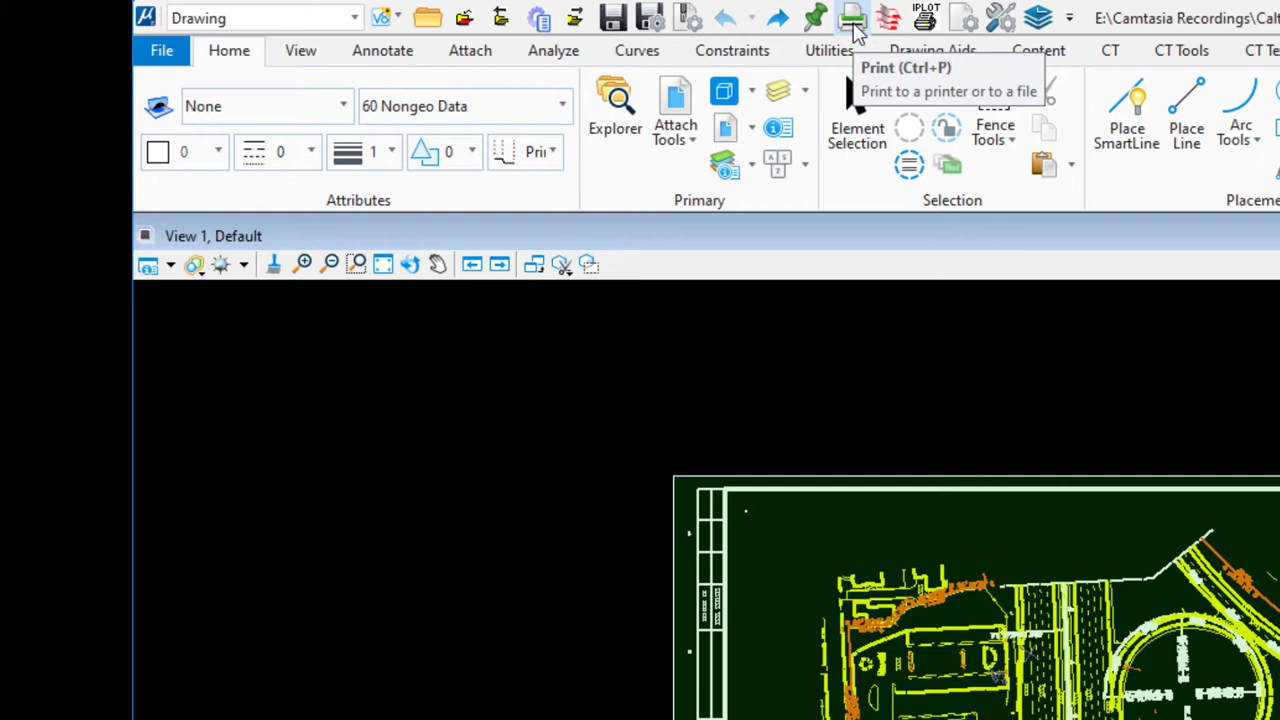 Drawing
IPLOT
E:\Camtasia Recordings\Calt
File
Home
View
Annotate
Attach
Analyze
Curves
Constraints
Utilities
Drawing Aids
Content
CT
CT Tools
CT Te
Print (Ctrl+P)
Print to a printer or to a file
None
60 Nongeo Data
0
0
1
0
Pri
Attributes
Explorer
Attach
Tools
Primary
Element
Selection
Fence
Tools
Selection
Place
SmartLine
Place
Line
Arc
Tools
Placeme
View 1, Default